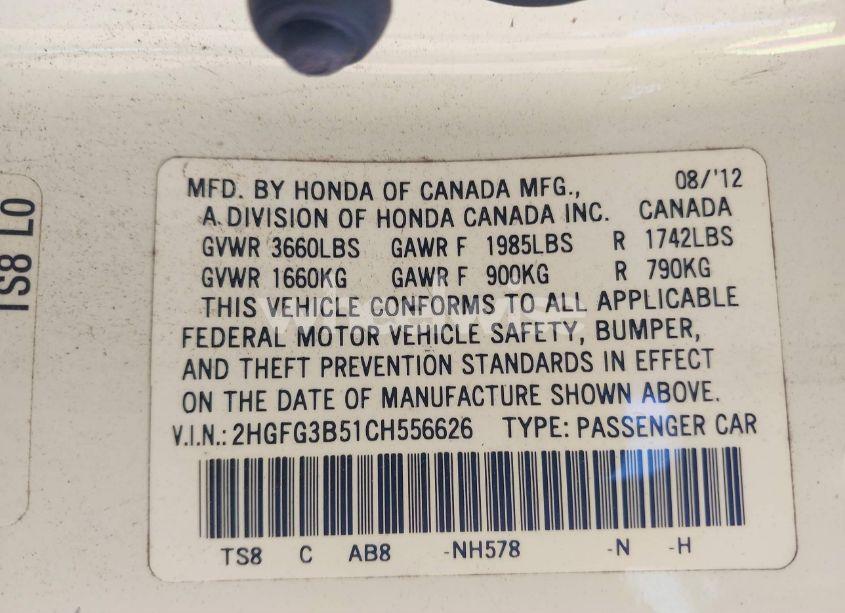 MFD. BY HONDA OF CANADA MFG., 08/'12
A DIVISION OF HONDA CANADA INC. CANADA
GVWR 3660LBS GAWR F 1985LBS R 1742LBS
GVWR 1660KG GAWR F 900KG R 790KG
THIS VEHICLE CONFORMS TO ALL APPLICABLE
FEDERAL MOTOR VEHICLE SAFETY, BUMPER,
AND THEFT PREVENTION STANDARDS IN EFFECT
ON THE DATE OF MANUFACTURE SHOWN ABOVE.
V.I.N.: 2HGFG3B51CH556626 TYPE: PASSENGER CAR
TS8 C AB8 -NH578 -N -H
TS8 LO